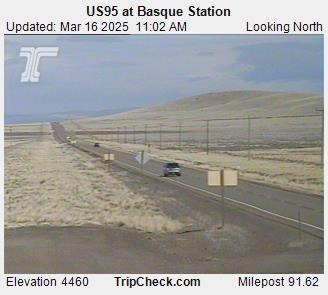 US95 at Basque Station
Updated: Mar 16 2025 11:02 AM Looking North
Elevation 4460 TripCheck.com Milepost 91.62